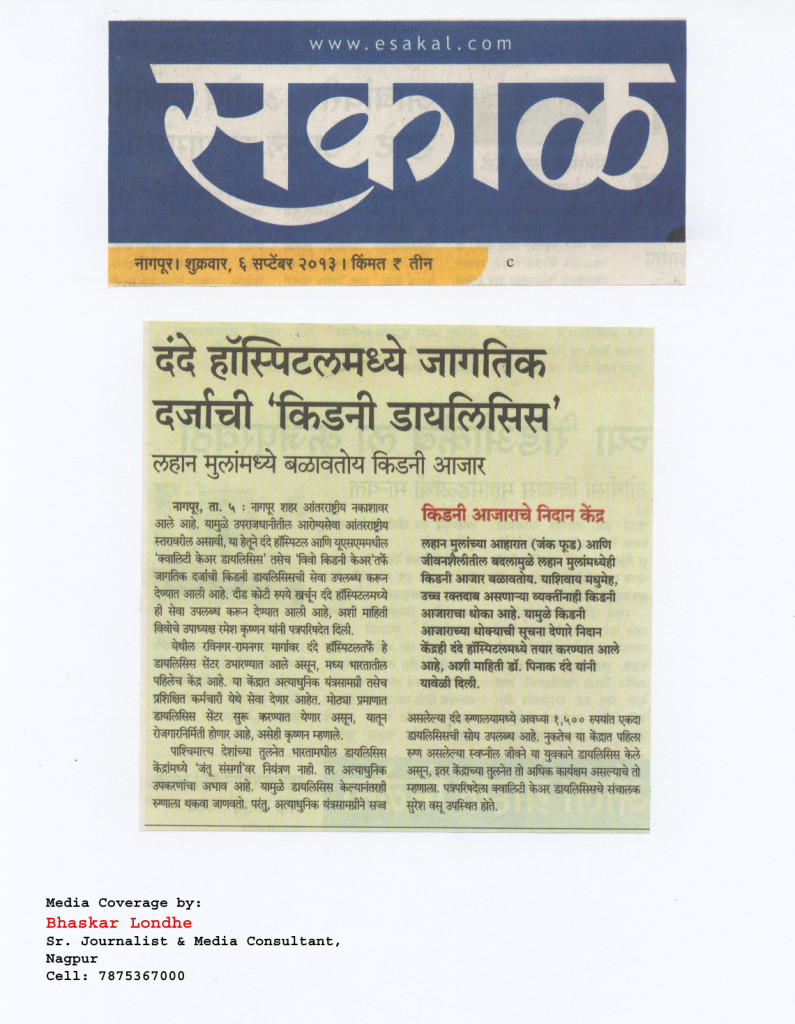 www.esakal.com
सकाळ
नागपूर। शुक्रवार, ६ सप्टेंबर २०१३। किंमत ₹ तीन
c
दंदे हॉस्पिटलमध्ये जागतिक
दर्जाची ‘किडनी डायलिसिस’
लहान मुलांमध्ये बळावतोय किडनी आजार
नागपूर, ता. ५ : नागपूर शहर आंतरराष्ट्रीय नकाशावर
आले आहे. यामुळे उपराजधानीतील आरोग्यसेवा आंतरराष्ट्रीय
स्तरावरील असावी, या हेतूने दंदे हॉस्पिटल आणि यूएसएममधील
‘क्वालिटी केअर डायलिसिस’ तसेच ‘विवो किडनी केअर’तर्फे
जागतिक दर्जाची किडनी डायलिसिसची सेवा उपलब्ध करून
देण्यात आली आहे. दीड कोटी रुपये खर्चून दंदे हॉस्पिटलमध्ये
ही सेवा उपलब्ध करून देण्यात आली आहे, अशी माहिती
विवोचे उपाध्यक्ष रमेश कृष्णन यांनी पत्रपरिषदेत दिली.
येथील रविनगर-रामनगर मार्गावर दंदे हॉस्पिटलतर्फे हे
डायलिसिस सेंटर उभारण्यात आले असून, मध्य भारतातील
पहिलेच केंद्र आहे. या केंद्रात अत्याधुनिक यंत्रसामग्री तसेच
प्रशिक्षित कर्मचारी येथे सेवा देणार आहेत. मोठ्या प्रमाणात
डायलिसिस सेंटर सुरू करण्यात येणार असून, यातून
रोजगारनिर्मिती होणार आहे, असेही कृष्णन म्हणाले.
पाश्चिमात्त्य देशांच्या तुलनेत भारतामधील डायलिसिस
केंद्रांमध्ये ‘जंतू संसर्गा’वर नियंत्रण नाही. तर अत्याधुनिक
उपकरणांचा अभाव आहे. यामुळे डायलिसिस केल्यानंतरही
रुग्णाला थकवा जाणवतो. परंतु, अत्याधुनिक यंत्रसामग्रीने सज्ज
किडनी आजाराचे निदान केंद्र
लहान मुलांच्या आहारात (जंक फूड) आणि
जीवनशैलीतील बदलामुळे लहान मुलांमध्येही
किडनी आजार बळावतोय. याशिवाय मधुमेह,
उच्च रक्तदाब असणाऱ्या व्यक्तींनाही किडनी
आजाराचा धोका आहे. यामुळे किडनी
आजाराच्या धोक्याची सूचना देणारे निदान
केंद्रही दंदे हॉस्पिटलमध्ये तयार करण्यात आले
आहे, अशी माहिती डॉ. पिनाक दंदे यांनी
यावेळी दिली.
असलेल्या दंदे रुग्णालयामध्ये अवघ्या १,५०० रुपयांत एकदा
डायलिसिसची सोय उपलब्ध आहे. नुकतेच या केंद्रात पहिला
रुग्ण असलेल्या स्वप्नील जीवने या युवकाने डायलिसिस केले
असून, इतर केंद्राच्या तुलनेत तो अधिक कार्यक्षम असल्याचे तो
म्हणाला. पत्रपरिषदेला क्वालिटी केअर डायलिसिसचे संचालक
सुरेश वसू उपस्थित होते.
Media Coverage by:
Bhaskar Londhe
Sr. Journalist & Media Consultant,
Nagpur
Cell: 7875367000